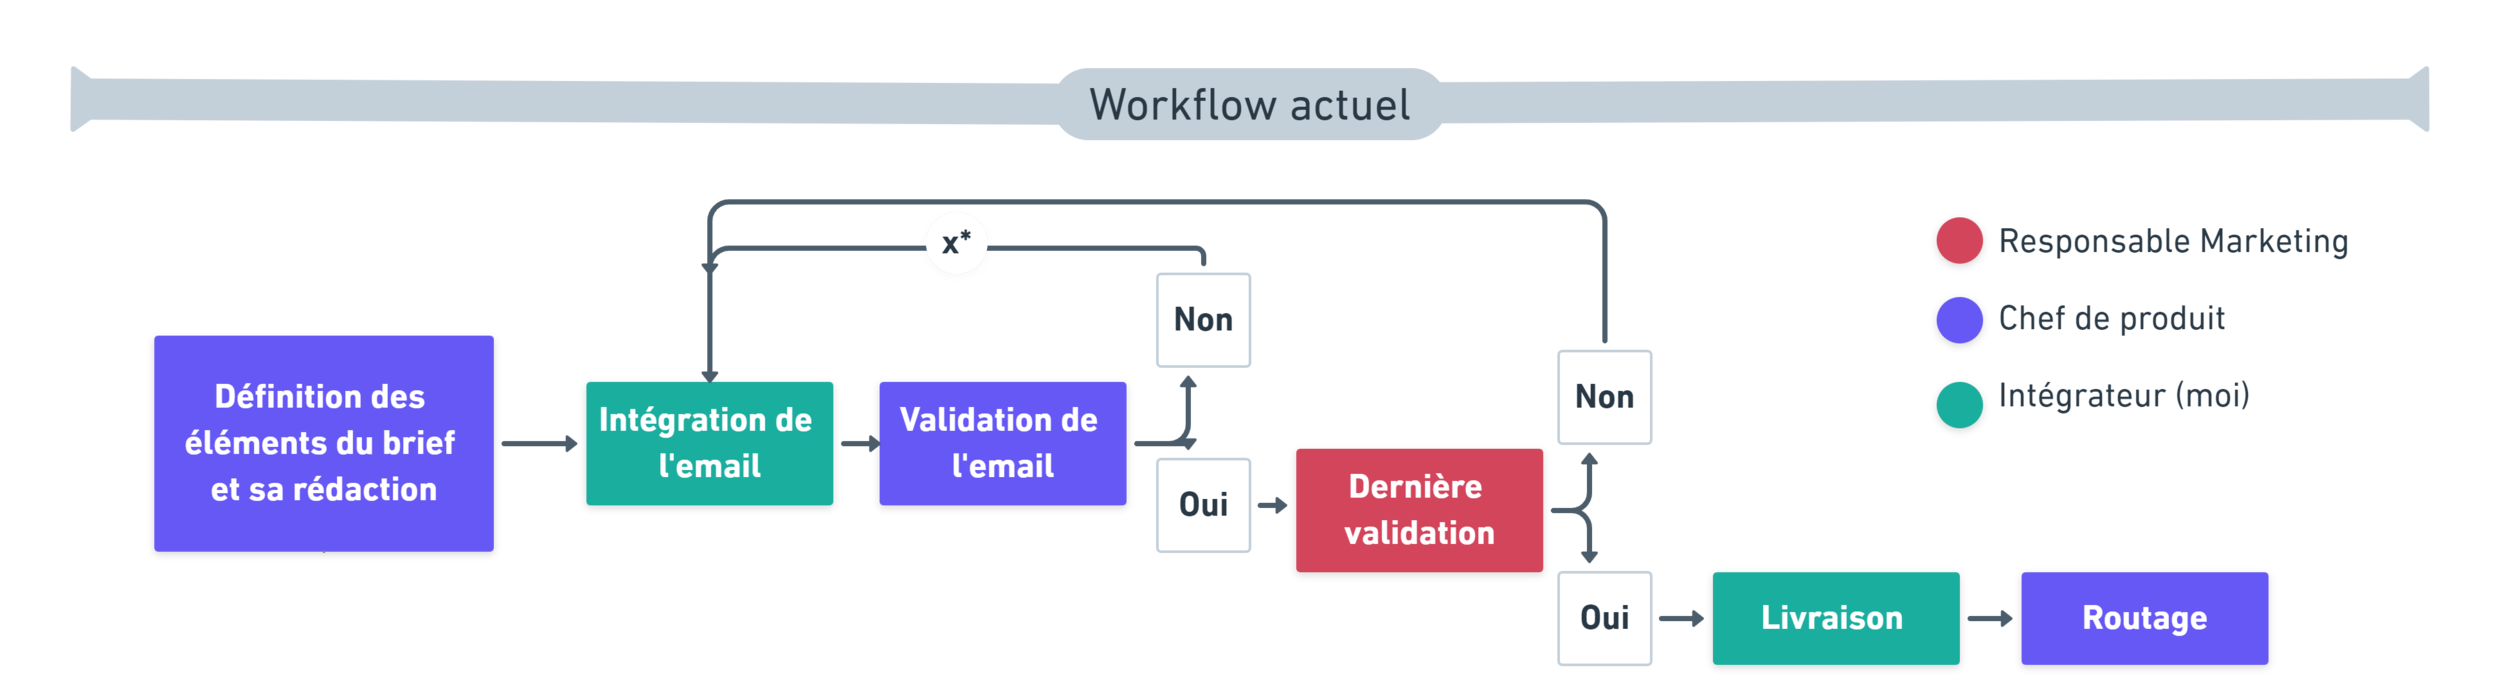 Workflow actuel
x*
Responsable Marketing
Chef de produit
Intégrateur (moi)
Non
Définition des
éléments du brief
et sa rédaction
Intégration de
l'email
Validation de
l'email
Oui
Non
Dernière
validation
Oui
Livraison
Routage